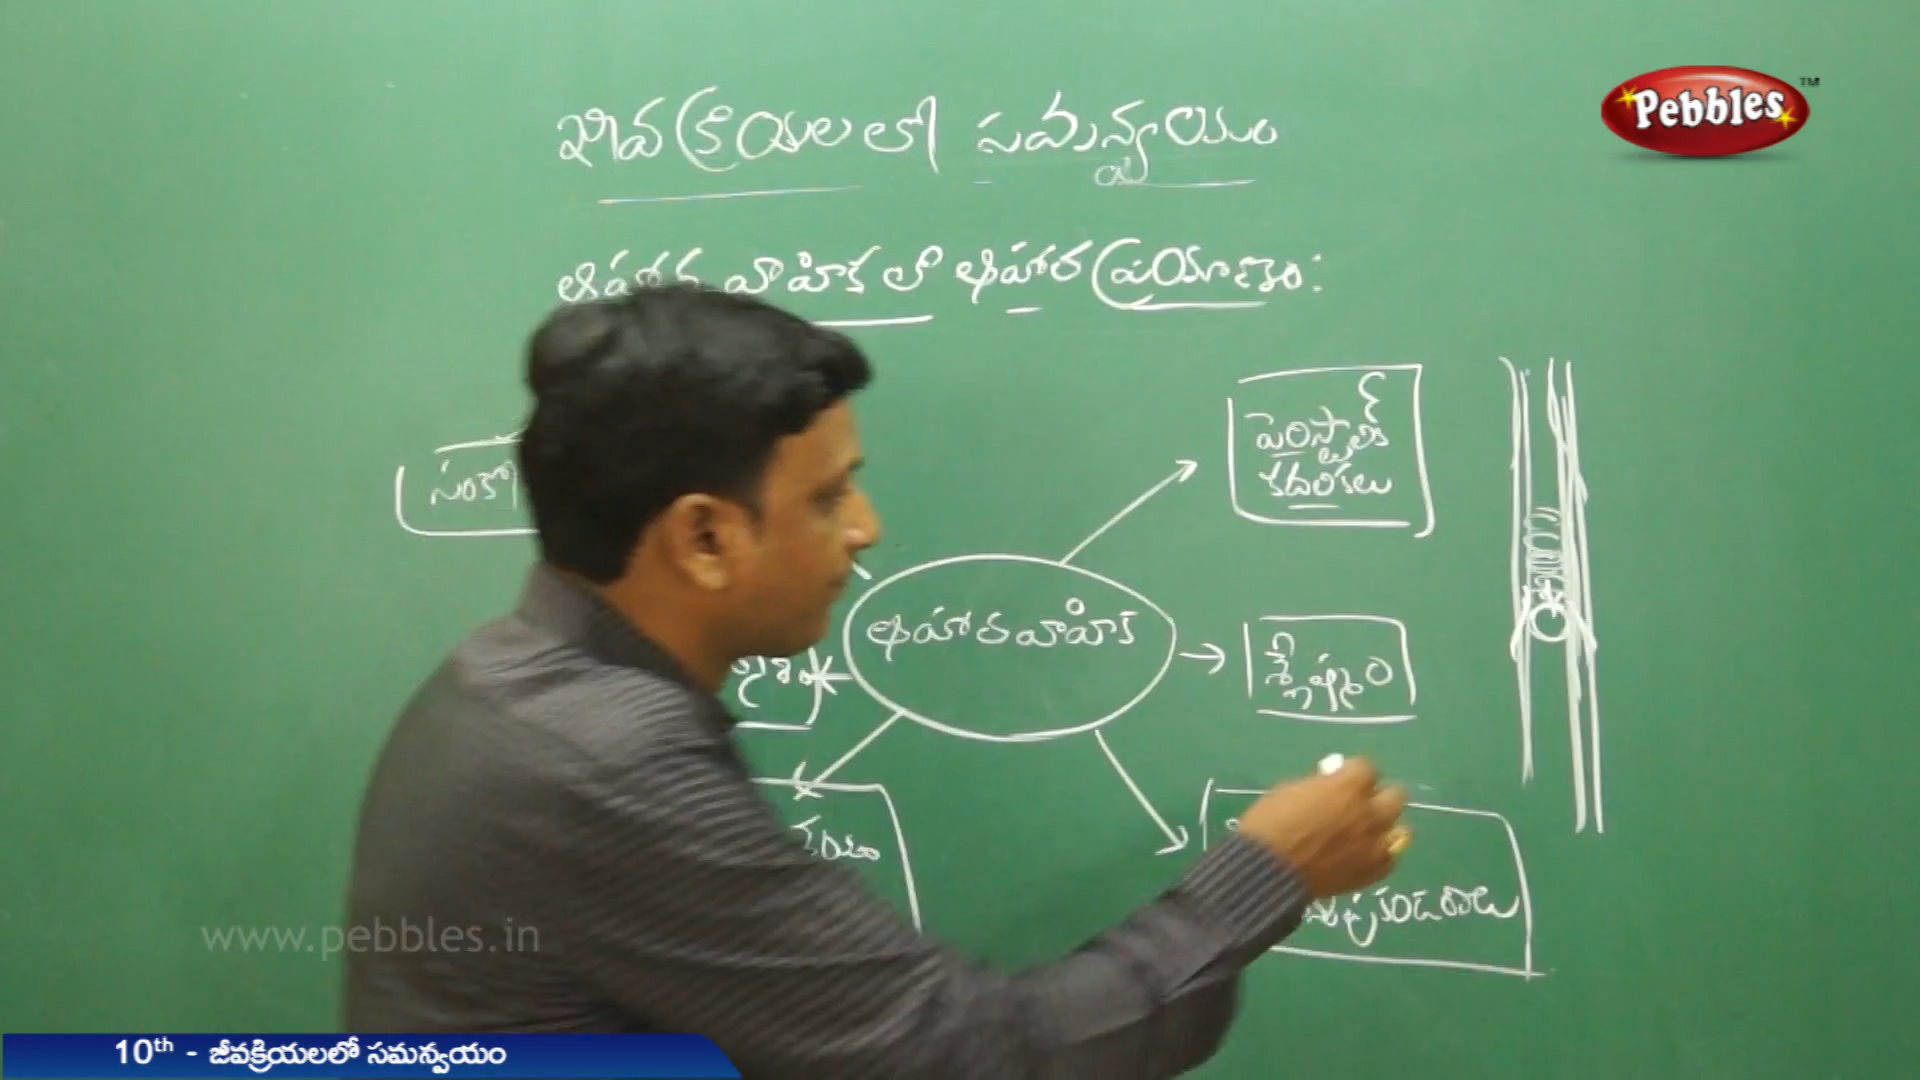 Pebbles TM
జీవక్రియలలో సమన్వయం
ఆహార వాహికలో ఆహార ప్రయాణం:
పెరిస్టాల్టిక్
కదలికలు
ఆహారవాహిక
శ్లేష్మం
www.pebbles.in
10th - జీవక్రియలలో సమన్వయం